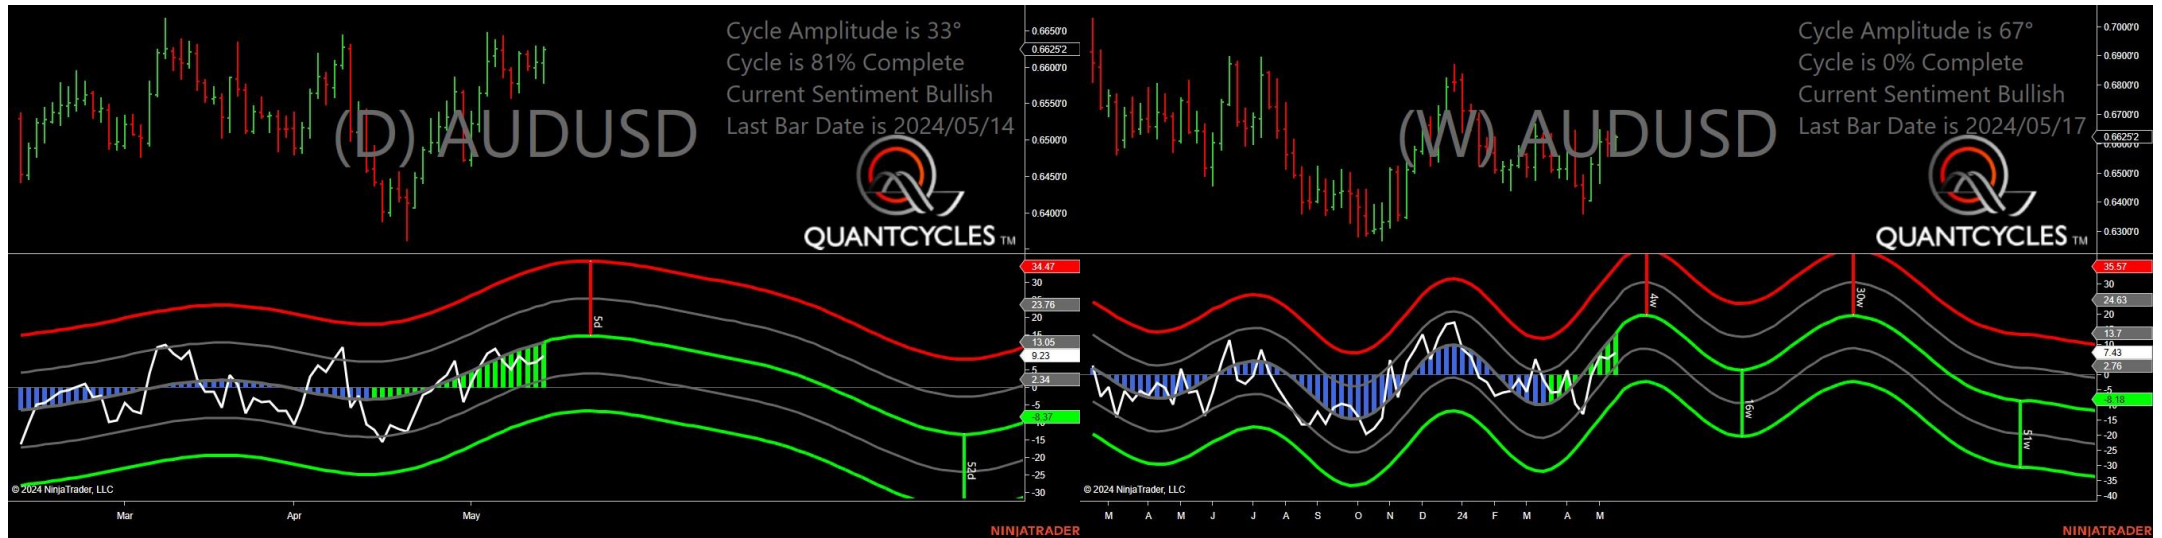 (D) AUDUSD
Cycle Amplitude is 33°
Cycle is 81% Complete
Current Sentiment Bullish
Last Bar Date is 2024/05/14
QUANTCYCLES TM
0.6650'0
0.6625'2
0.6600'0
0.6550'0
0.6500'0
0.6450'0
0.6400'0
34.47
30
23.76
20
15
13.05
9.23
5
2.34
0
-5
-8.37
-10
-15
-20
-25
-30
5d
52d
© 2024 NinjaTrader, LLC
Mar Apr May
NINJATRADER
(W) AUDUSD
Cycle Amplitude is 67°
Cycle is 0% Complete
Current Sentiment Bullish
Last Bar Date is 2024/05/17
QUANTCYCLES TM
0.7000'0
0.6900'0
0.6800'0
0.6700'0
0.6625'2
0.6600'0
0.6500'0
0.6400'0
0.6300'0
35.57
30
24.63
20
13.7
10
7.43
2.76
0
-5
-8.18
-15
-20
-25
-30
-35
-40
4w
16w
30w
51w
© 2024 NinjaTrader, LLC
M A M J J A S O N D 24 F M A M
NINJATRADER